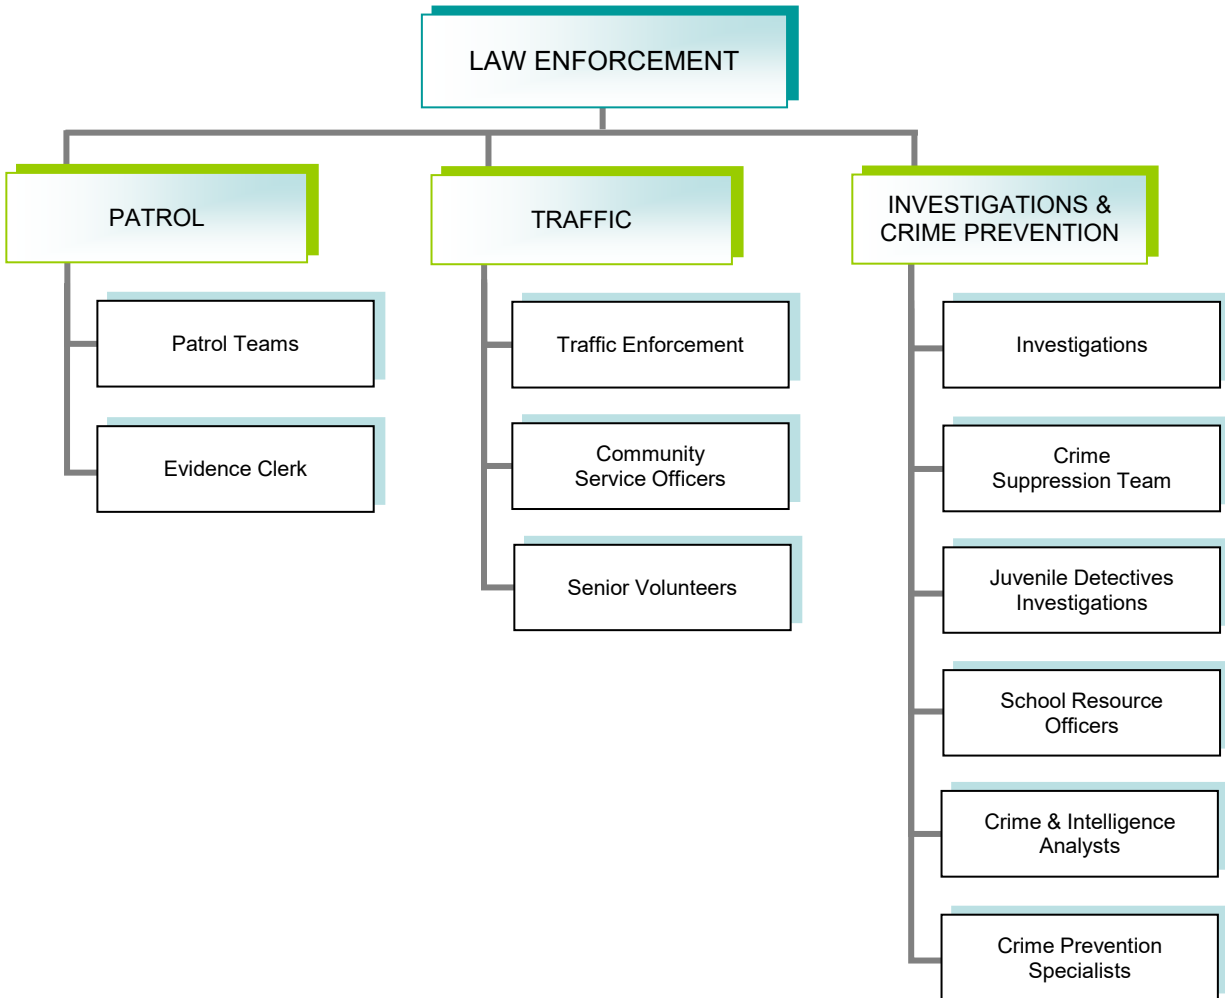 LAW ENFORCEMENT
PATROL
Patrol Teams
Evidence Clerk
TRAFFIC
Traffic Enforcement
Community
Service Officers
Senior Volunteers
INVESTIGATIONS &
CRIME PREVENTION
Investigations
Crime
Suppression Team
Juvenile Detectives
Investigations
School Resource
Officers
Crime & Intelligence
Analysts
Crime Prevention
Specialists